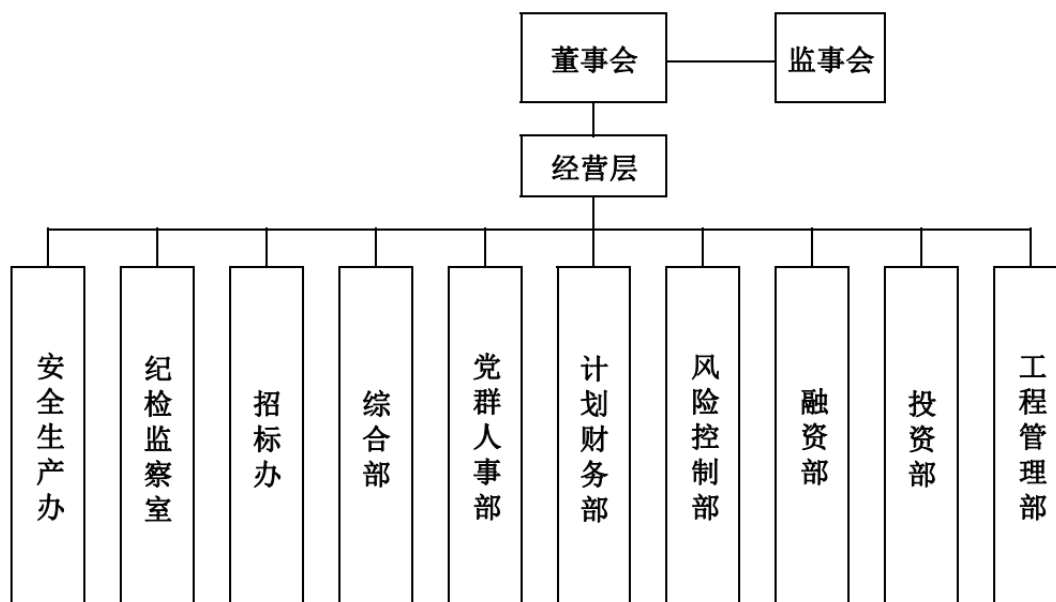 董事会
监事会
经营层
安全生产办
纪检监察室
招标办
综合部
党群人事部
计划财务部
风险控制部
融资部
投资部
工程管理部